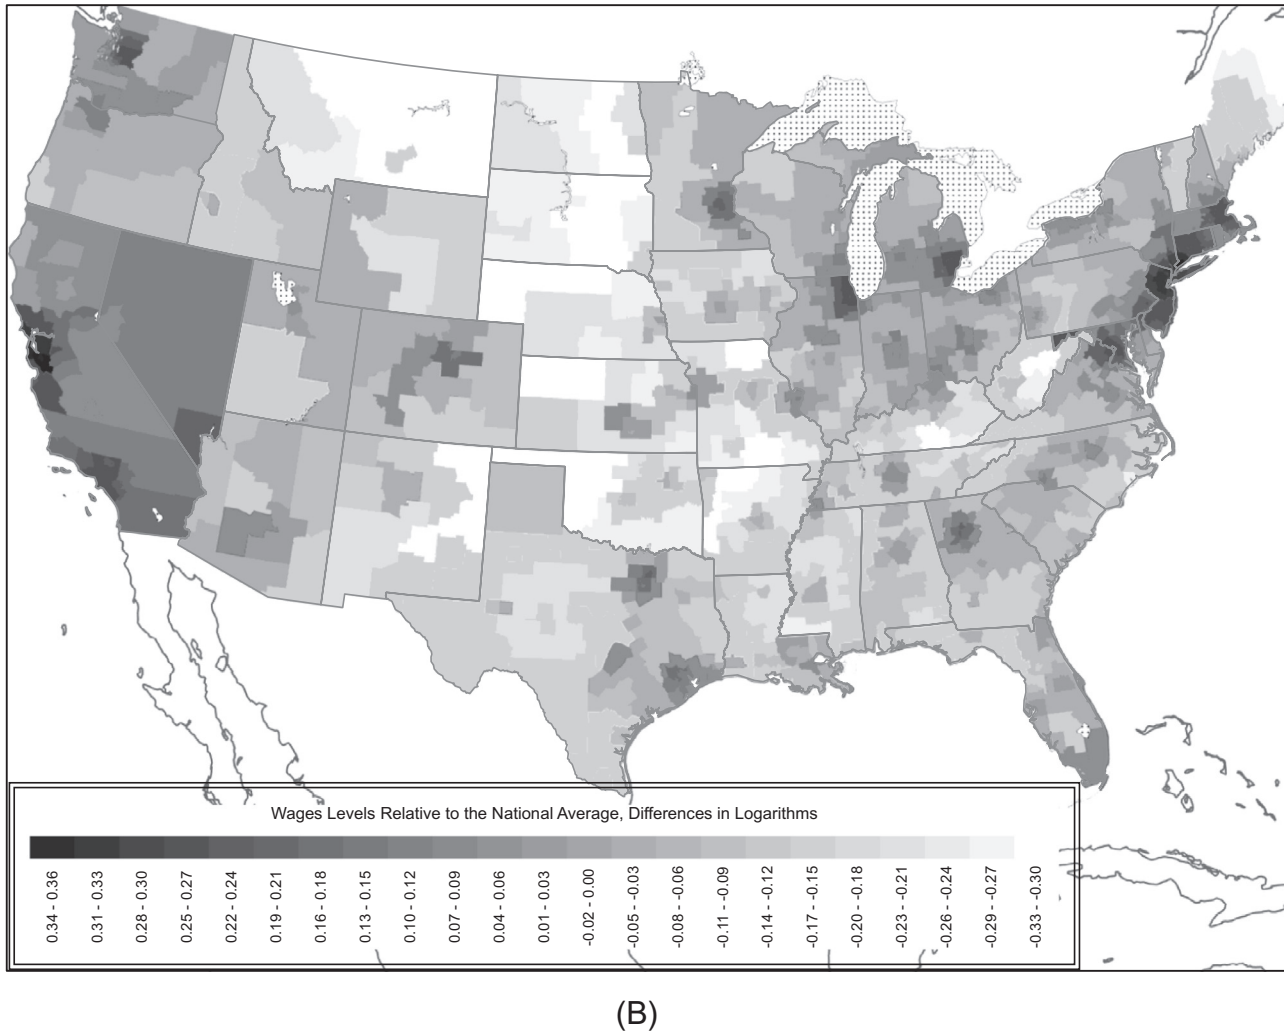 Wages Levels Relative to the National Average, Differences in Logarithms
0.34 - 0.36
0.31 - 0.33
0.28 - 0.30
0.25 - 0.27
0.22 - 0.24
0.19 - 0.21
0.16 - 0.18
0.13 - 0.15
0.10 - 0.12
0.07 - 0.09
0.04 - 0.06
0.01 - 0.03
-0.02 - 0.00
-0.05 - 0.03
-0.08 - 0.06
-0.11 - 0.09
-0.14 - 0.12
-0.17 - 0.15
-0.20 - 0.18
-0.23 - 0.21
-0.26 - 0.24
-0.29 - 0.27
-0.33 - 0.30
(B)